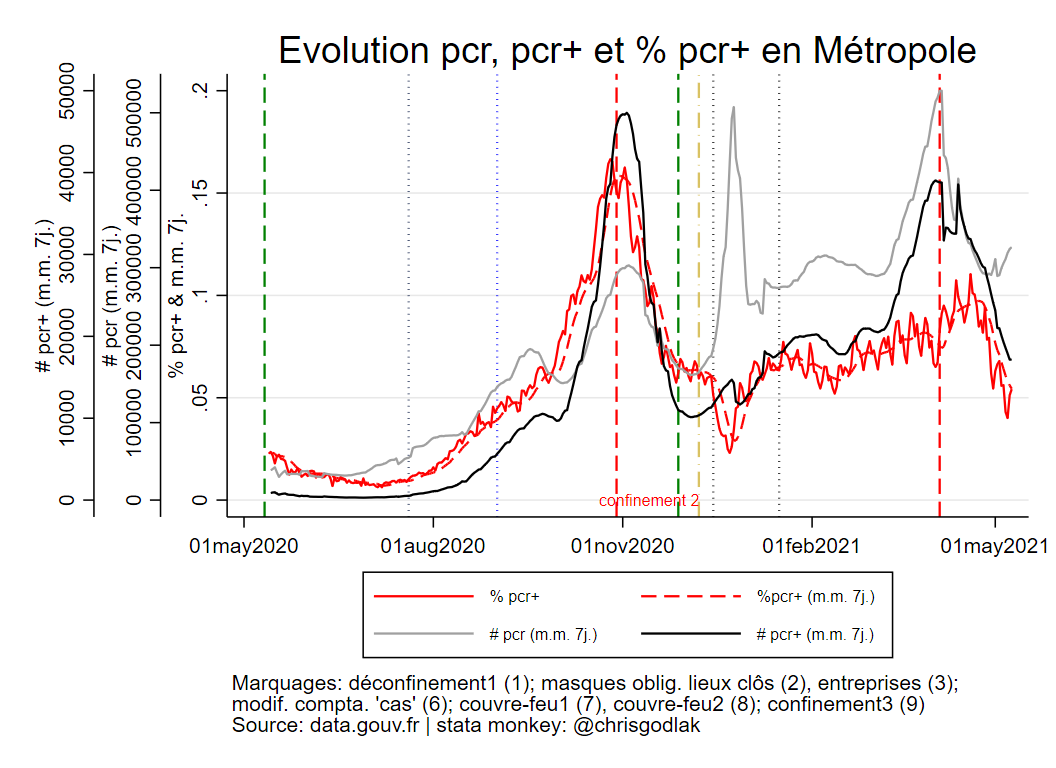 Evolution pcr, pcr+ et % pcr+ en Métropole
# pcr+ (m.m. 7j.)
0
10000
20000
30000
40000
50000
# pcr (m.m. 7j.)
0
100000
200000
300000
400000
500000
% pcr+ & m.m. 7j.
0
.05
.1
.15
.2
confinement 2
01may2020
01aug2020
01nov2020
01feb2021
01may2021
% pcr+
%pcr+ (m.m. 7j.)
# pcr (m.m. 7j.)
# pcr+ (m.m. 7j.)
Marquages: déconfinement1 (1); masques oblig. lieux clôs (2), entreprises (3);
modif. compta. 'cas' (6); couvre-feu1 (7), couvre-feu2 (8); confinement3 (9)
Source: data.gouv.fr | stata monkey: @chrisgodlak